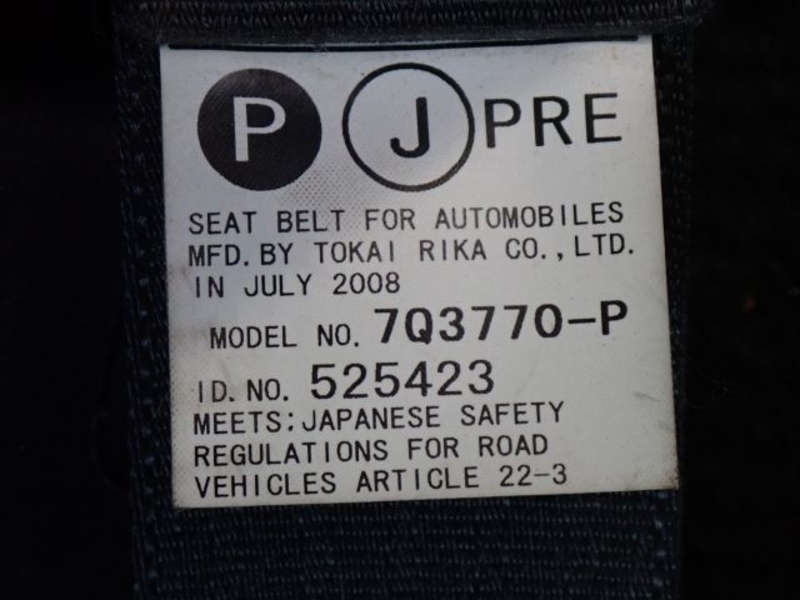 P J PRE
SEAT BELT FOR AUTOMOBILES
MFD. BY TOKAI RIKA CO., LTD.
IN JULY 2008
MODEL NO. 7Q3770-P
ID. NO. 525423
MEETS: JAPANESE SAFETY
REGULATIONS FOR ROAD
VEHICLES ARTICLE 22-3